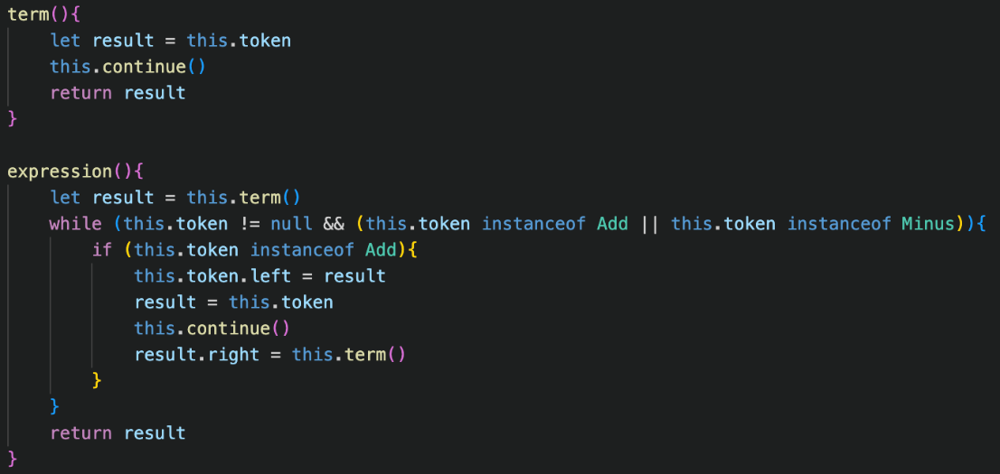 term(){
    let result = this.token
    this.continue()
    return result
}

expression(){
    let result = this.term()
    while (this.token != null && (this.token instanceof Add || this.token instanceof Minus)){
        if (this.token instanceof Add){
            this.token.left = result
            result = this.token
            this.continue()
            result.right = this.term()
        }
    }
    return result
}